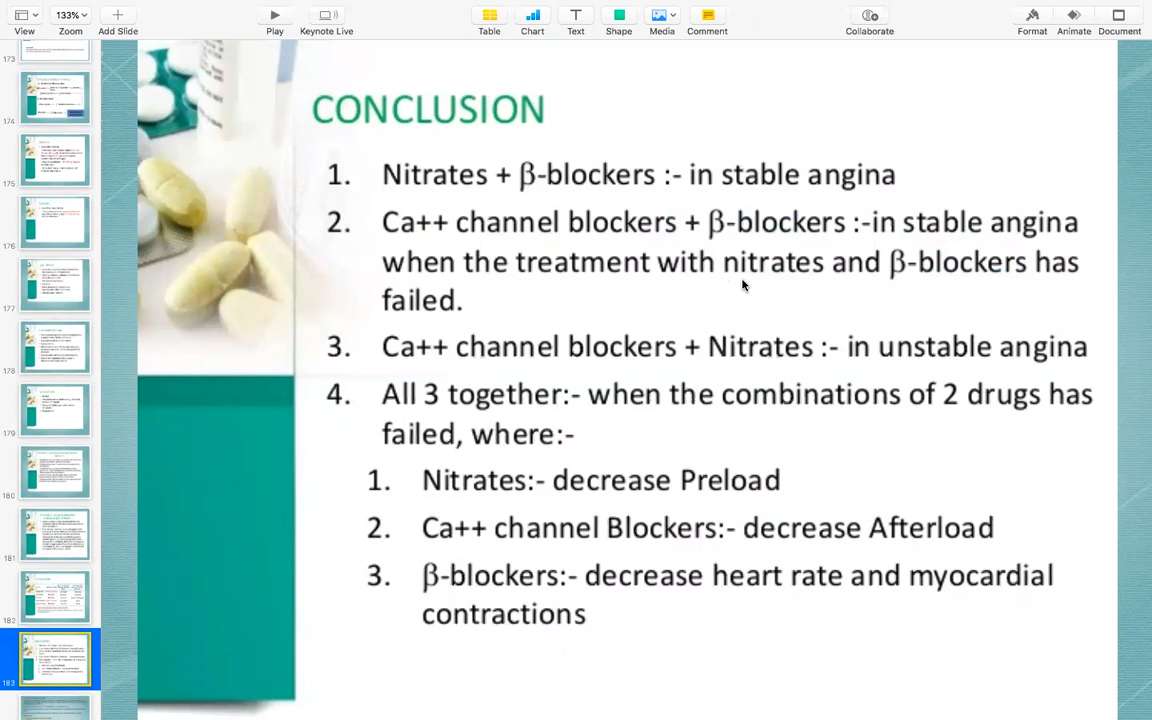 133%
View
Zoom
Add Slide
Play
Keynote Live
Table
Chart
Text
Shape
Media
Comment
Collaborate
Format
Animate
Document
173
174
175
176
177
178
179
180
181
182
183
CONCLUSION
1. Nitrates + β-blockers :- in stable angina
2. Ca++ channel blockers + β-blockers :-in stable angina
when the treatment with nitrates and β-blockers has
failed.
3. Ca++ channel blockers + Nitrates :- in unstable angina
4. All 3 together:- when the combinations of 2 drugs has
failed, where:-
1. Nitrates:- decrease Preload
2. Ca++ channel Blockers:- decrease Afterload
3. β-blockers:- decrease heart rate and myocardial
contractions